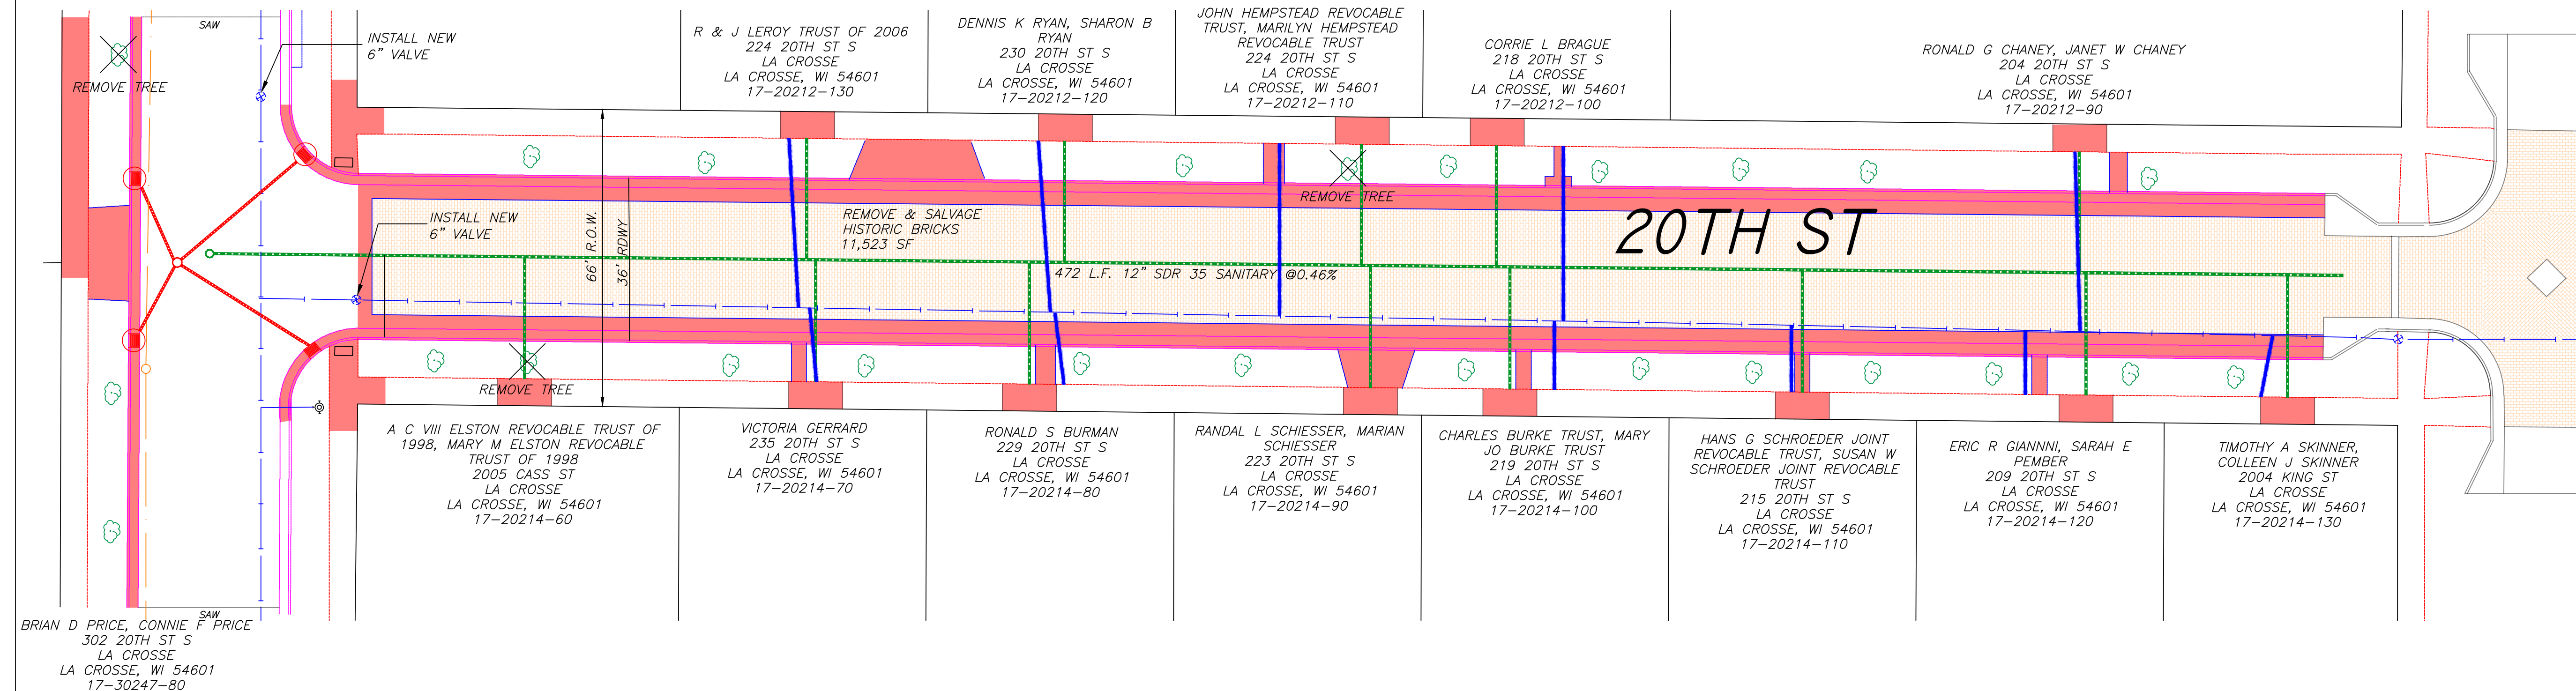 SAW
INSTALL NEW
6" VALVE
REMOVE TREE
R & J LEROY TRUST OF 2006
224 20TH ST S
LA CROSSE
LA CROSSE, WI 54601
17-20212-130
DENNIS K RYAN, SHARON B
RYAN
230 20TH ST S
LA CROSSE
LA CROSSE, WI 54601
17-20212-120
JOHN HEMPSTEAD REVOCABLE
TRUST, MARILYN HEMPSTEAD
REVOCABLE TRUST
224 20TH ST S
LA CROSSE
LA CROSSE, WI 54601
17-20212-110
CORRIE L BRAGUE
218 20TH ST S
LA CROSSE
LA CROSSE, WI 54601
17-20212-100
RONALD G CHANEY, JANET W CHANEY
204 20TH ST S
LA CROSSE
LA CROSSE, WI 54601
17-20212-90
REMOVE TREE
INSTALL NEW
6" VALVE
66' R.O.W.
36' RDWY
REMOVE & SALVAGE
HISTORIC BRICKS
11,523 SF
20TH ST
472 L.F. 12" SDR 35 SANITARY @0.46%
REMOVE TREE
A C VIII ELSTON REVOCABLE TRUST OF
1998, MARY M ELSTON REVOCABLE
TRUST OF 1998
2005 CASS ST
LA CROSSE
LA CROSSE, WI 54601
17-20214-60
VICTORIA GERRARD
235 20TH ST S
LA CROSSE
LA CROSSE, WI 54601
17-20214-70
RONALD S BURMAN
229 20TH ST S
LA CROSSE
LA CROSSE, WI 54601
17-20214-80
RANDAL L SCHIESSER, MARIAN
SCHIESSER
223 20TH ST S
LA CROSSE
LA CROSSE, WI 54601
17-20214-90
CHARLES BURKE TRUST, MARY
JO BURKE TRUST
219 20TH ST S
LA CROSSE
LA CROSSE, WI 54601
17-20214-100
HANS G SCHROEDER JOINT
REVOCABLE TRUST, SUSAN W
SCHROEDER JOINT REVOCABLE
TRUST
215 20TH ST S
LA CROSSE
LA CROSSE, WI 54601
17-20214-110
ERIC R GIANNNI, SARAH E
PEMBER
209 20TH ST S
LA CROSSE
LA CROSSE, WI 54601
17-20214-120
TIMOTHY A SKINNER,
COLLEEN J SKINNER
2004 KING ST
LA CROSSE
LA CROSSE, WI 54601
17-20214-130
SAW
BRIAN D PRICE, CONNIE F PRICE
302 20TH ST S
LA CROSSE
LA CROSSE, WI 54601
17-30247-80